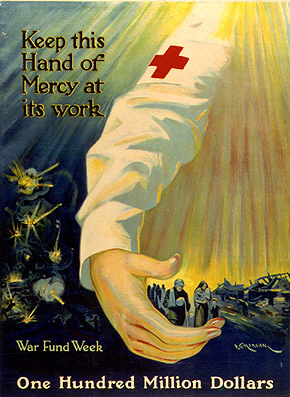 Keep this
Hand of
Mercy at
its work
War Fund Week
One Hundred Million Dollars